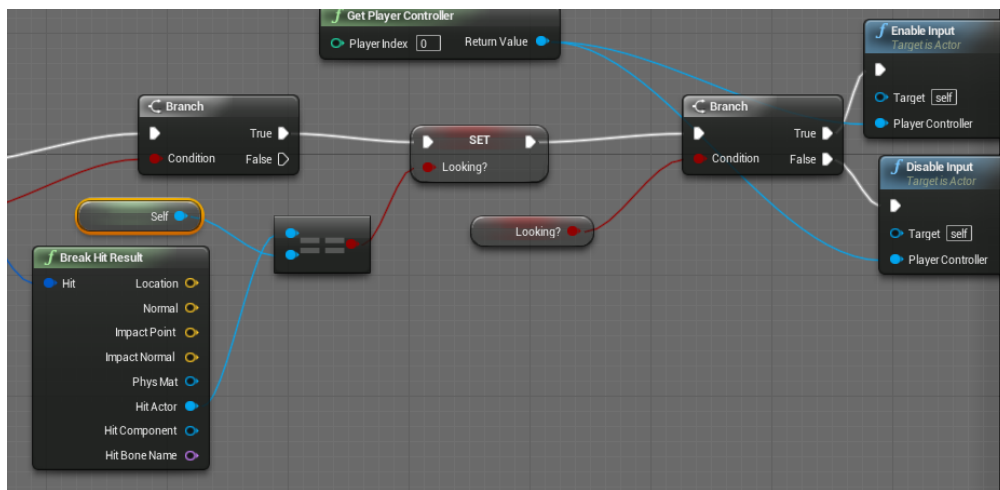 Get Player Controller
Player Index 0 Return Value
Enable Input
Target is Actor
Target self
Player Controller
Branch
True
Condition False
SET
Looking?
Branch
True
Condition False
Disable Input
Target is Actor
Target self
Player Controller
Self
Looking?
Break Hit Result
Hit Location
Normal
Impact Point
Impact Normal
Phys Mat
Hit Actor
Hit Component
Hit Bone Name